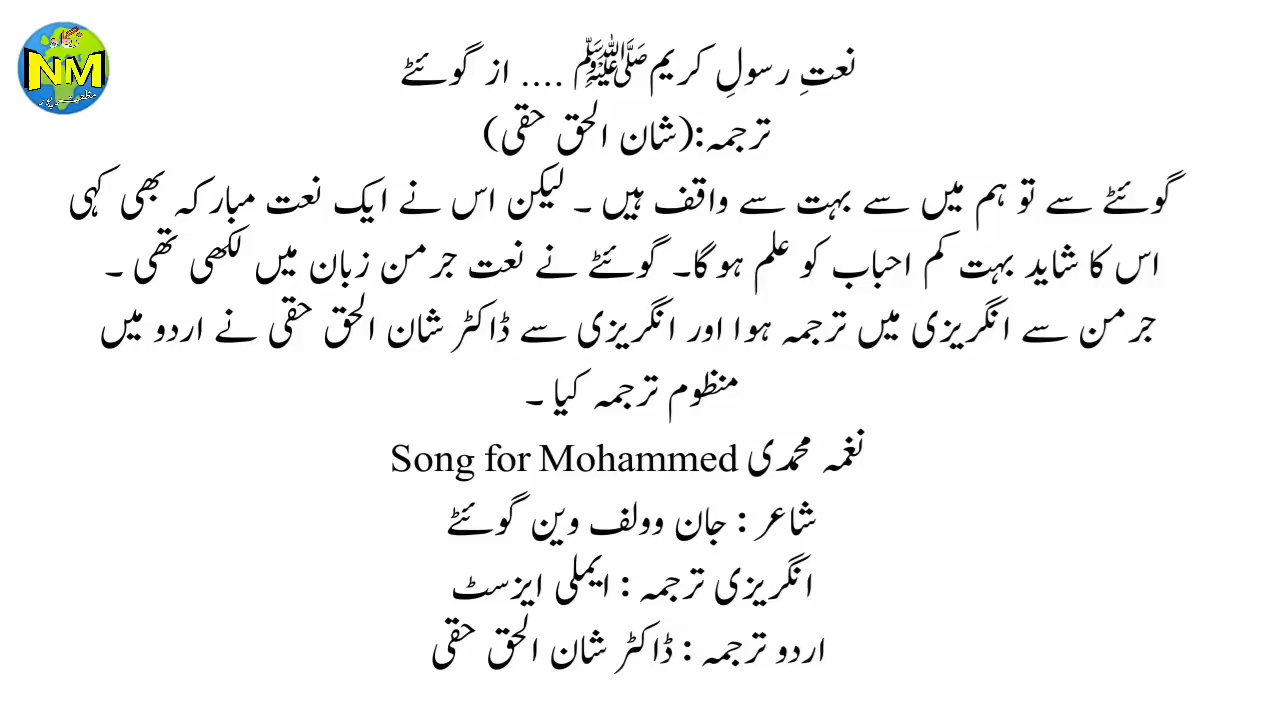 نگار
NM
نعتِ رسولِ کریمﷺ .... از گوئٹے
ترجمہ:(شان الحق حقی)
گوئٹے سے تو ہم میں سے بہت سے واقف ہیں ۔ لیکن اس نے ایک نعت مبارکہ بھی کہی
اس کا شاید بہت کم احباب کو علم ہو گا۔ گوئٹے نے نعت جرمن زبان میں لکھی تھی ۔
جرمن سے انگریزی میں ترجمہ ہوا اور انگریزی سے ڈاکٹر شان الحق حقی نے اردو میں
منظوم ترجمہ کیا ۔
نغمہ محمدی Song for Mohammed
شاعر : جان وولف وین گوئٹے
انگریزی ترجمہ : ایملی ایزسٹ
اردو ترجمہ : ڈاکٹر شان الحق حقی